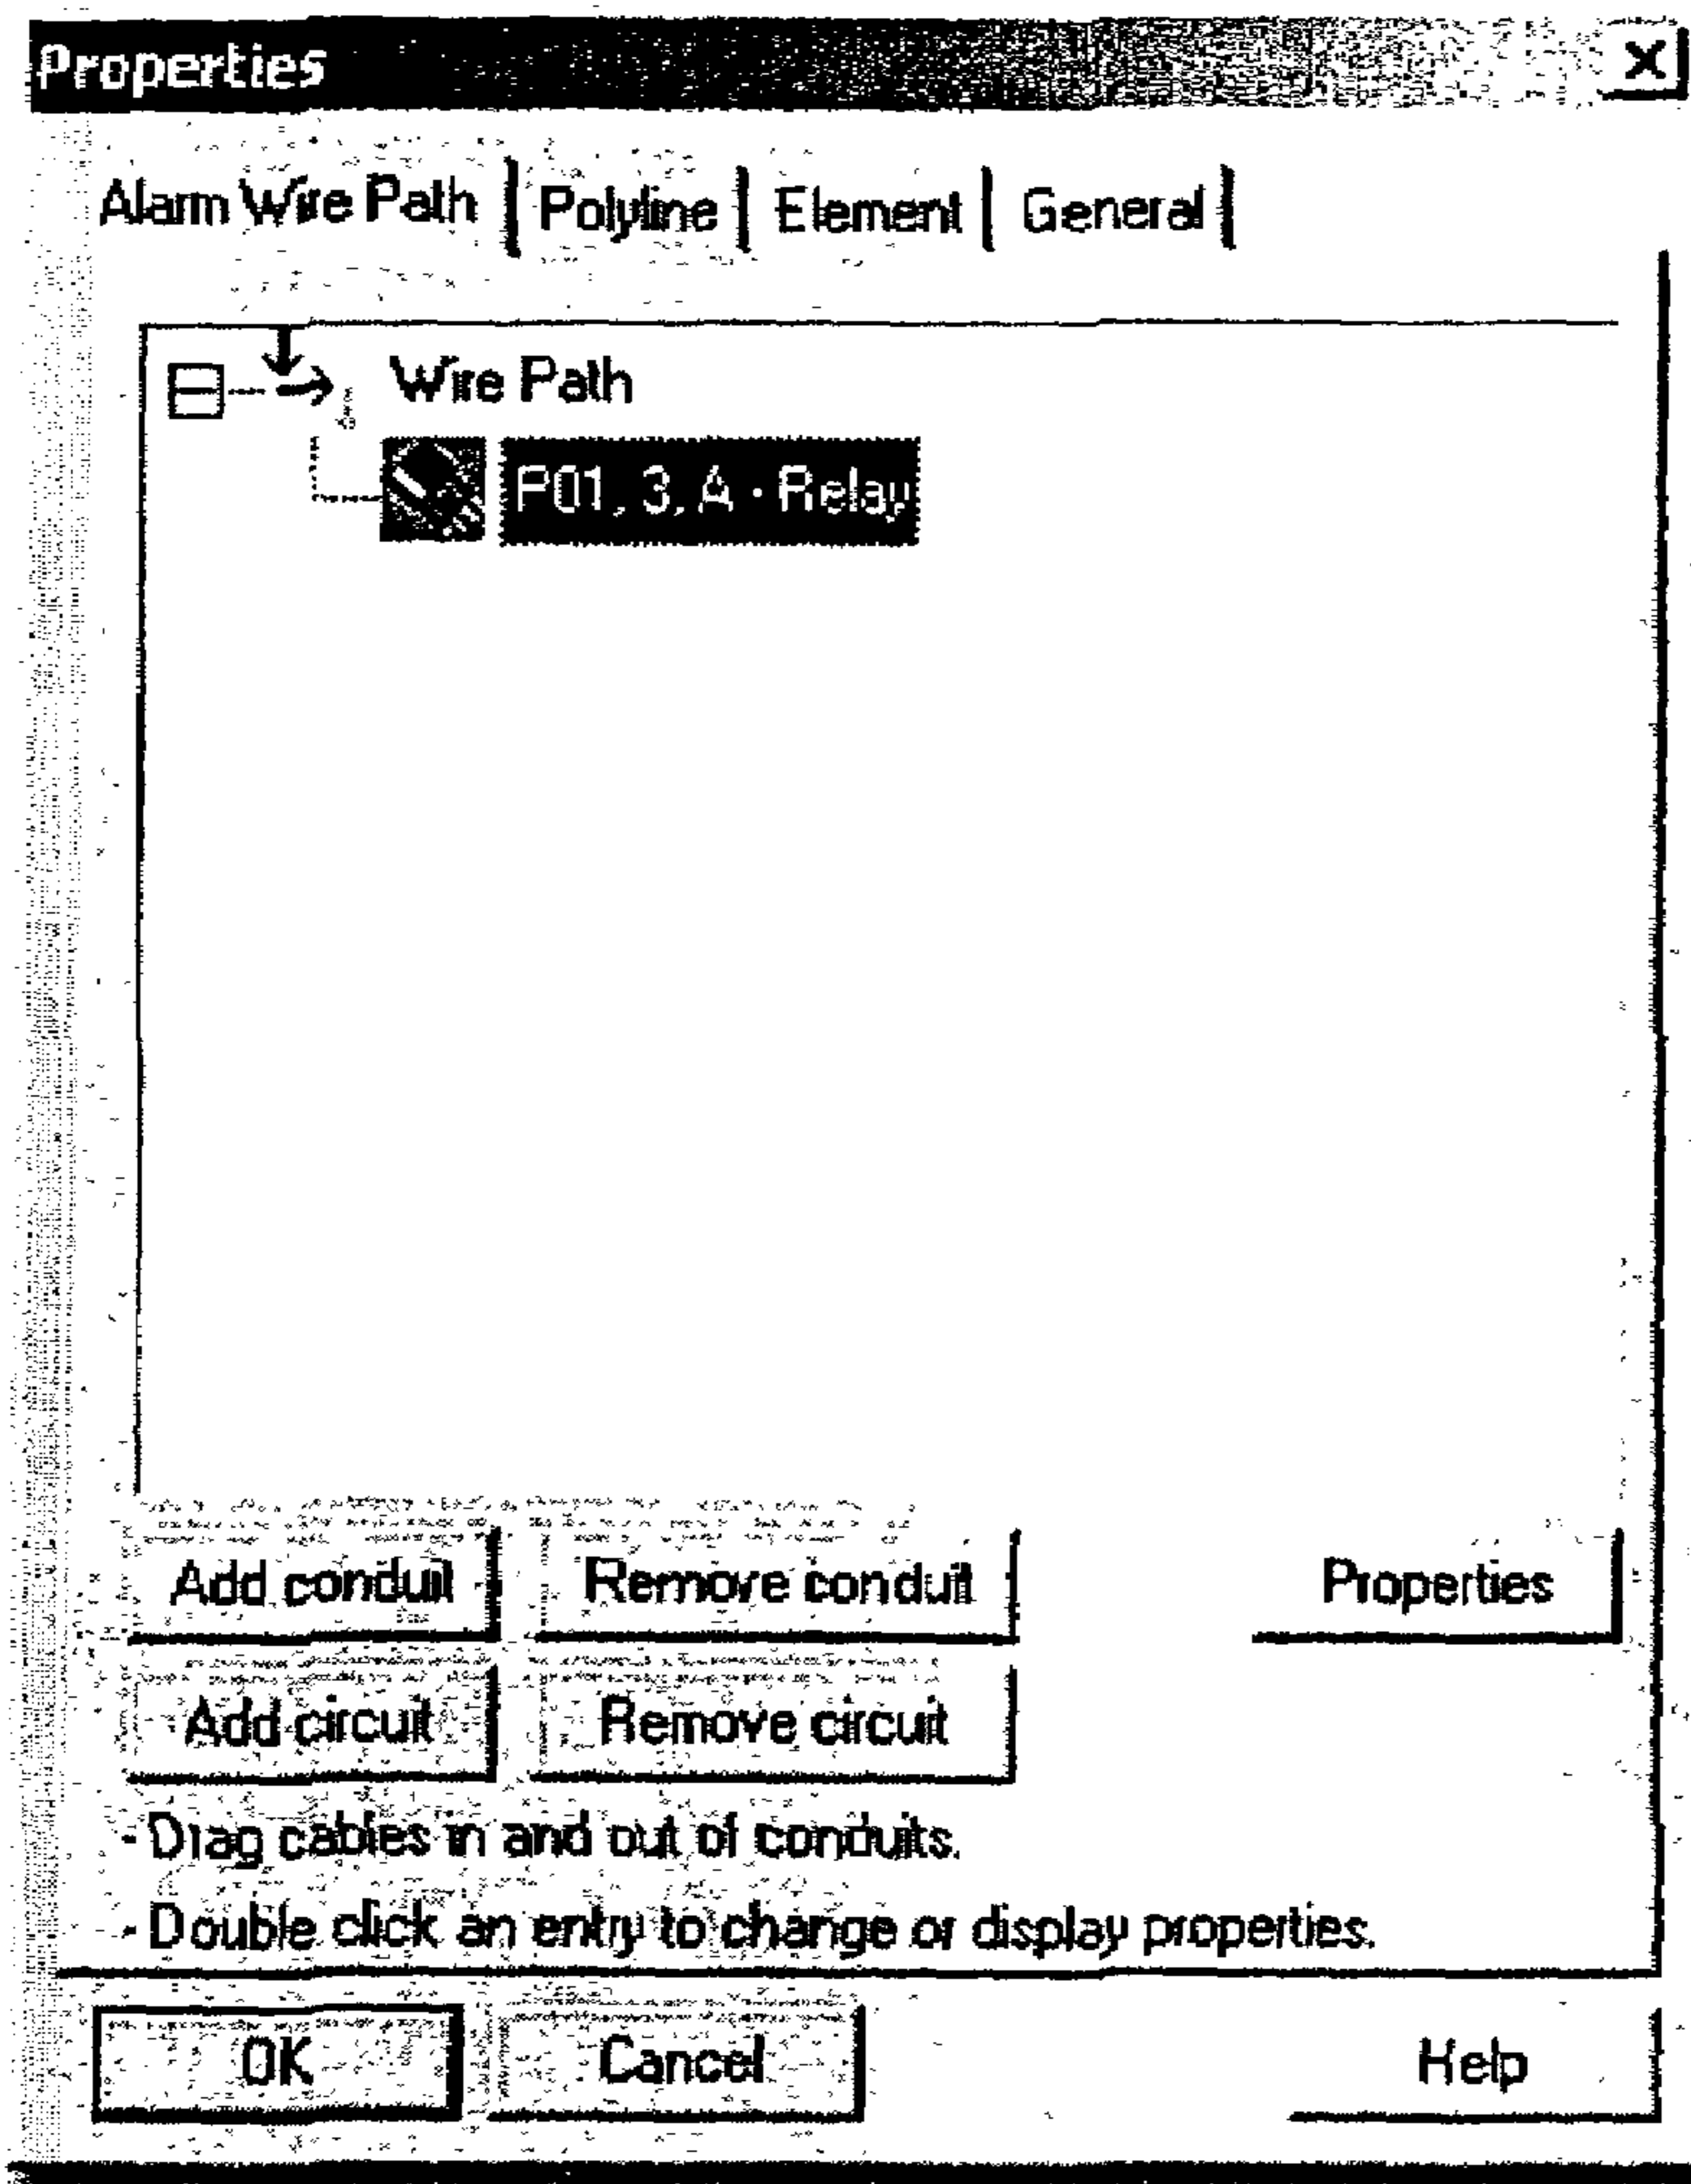 Properties
Alarm Wire Path Polyline Element General
Wire Path
P01, 3, A - Relay
Add conduit Remove conduit Properties
Add circuit Remove circuit
- Drag cables in and out of conduits.
- Double click an entry to change or display properties.
OK Cancel Help